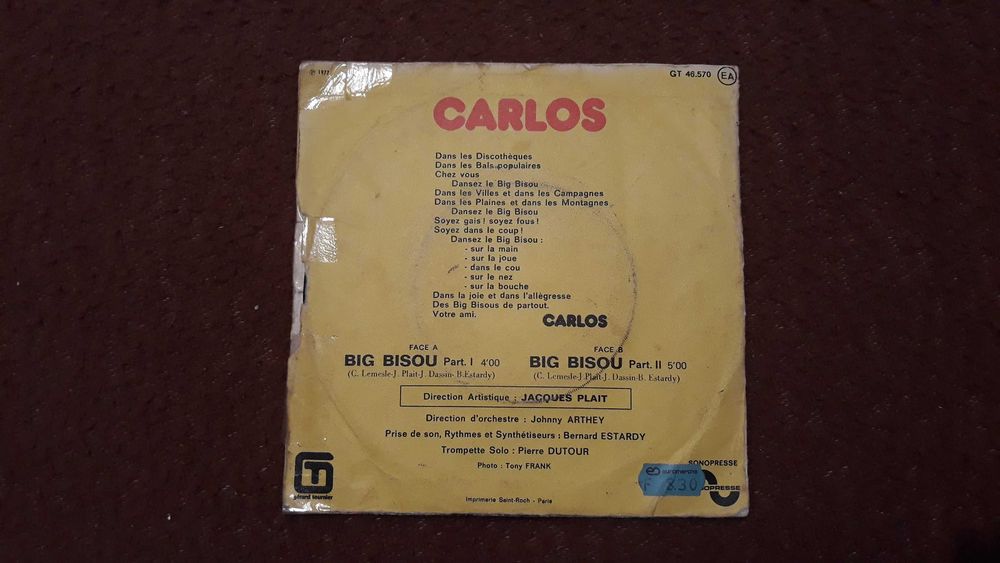 ℗ 1977
GT 46.570 EA
CARLOS
Dans les Discothèques
Dans les Bals populaires
Chez vous
Dansez le Big Bisou
Dans les Villes et dans les Campagnes
Dans les Plaines et dans les Montagnes
Dansez le Big Bisou
Soyez gais ! soyez fous !
Soyez dans le coup !
Dansez le Big Bisou :
- sur la main
- sur la joue
- dans le cou
- sur le nez
- sur la bouche
Dans la joie et dans l'allègresse
Des Big Bisous de partout.
Votre ami.
CARLOS
FACE A
BIG BISOU Part. I 4'00
(C. Lemesle-J. Plait-J. Dassin-B. Estardy)
FACE B
BIG BISOU Part. II 5'00
(C. Lemesle-J. Plait-J. Dassin-B. Estardy)
Direction Artistique : JACQUES PLAIT
Direction d'orchestre : Johnny ARTHEY
Prise de son, Rythmes et Synthétiseurs : Bernard ESTARDY
Trompette Solo : Pierre DUTOUR
Photo : Tony FRANK
gérard tournier
Imprimerie Saint-Roch - Paris
SONOPRESSE
euromarché
F 8.30